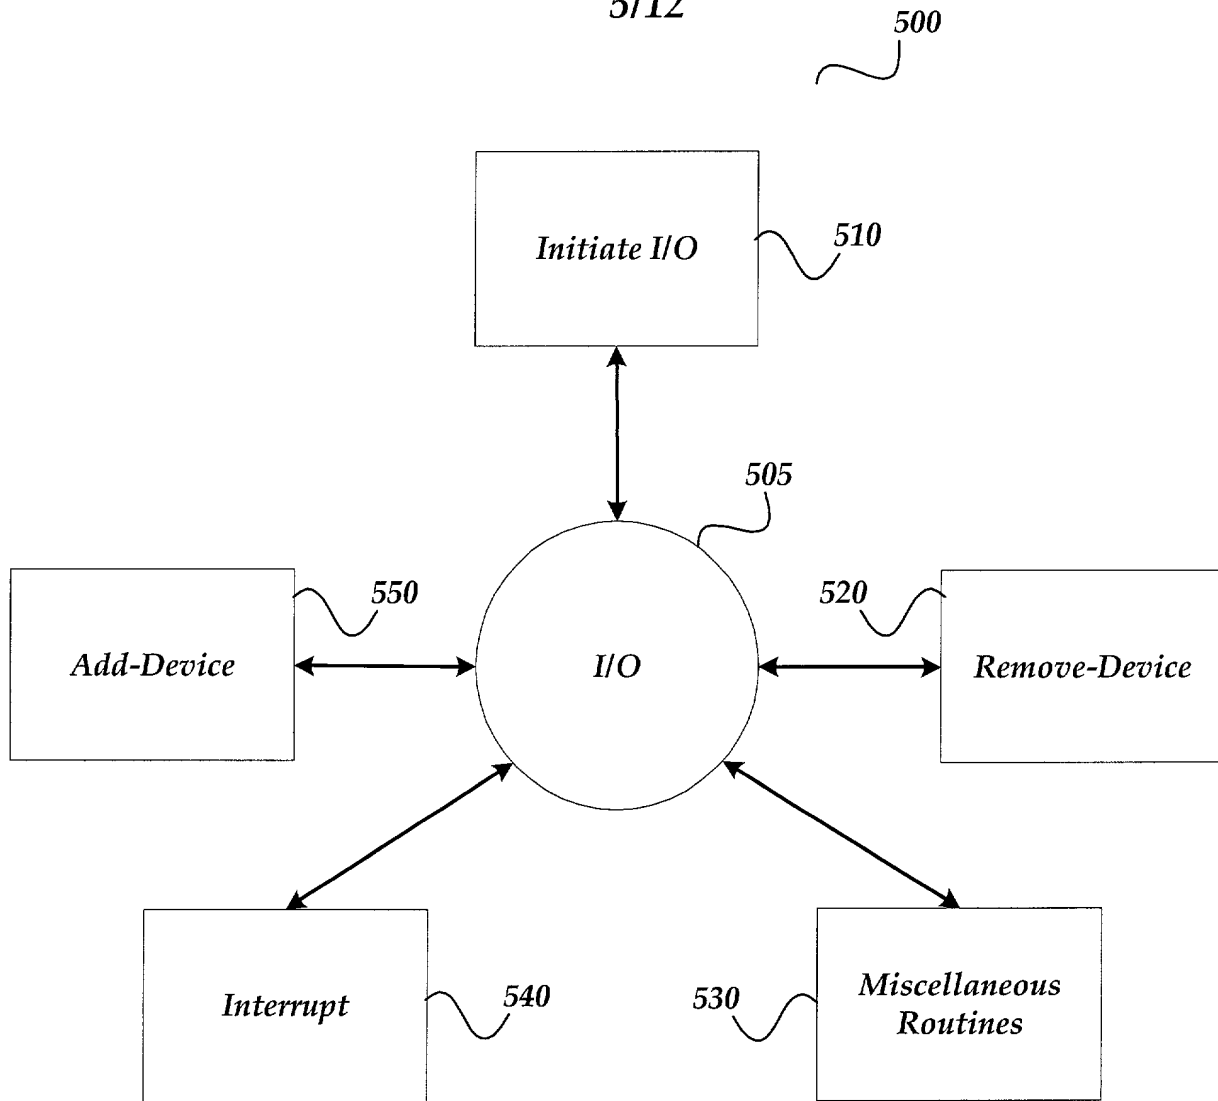 5/12
500
Initiate I/O
510
505
550
520
Add-Device
I/O
Remove-Device
Interrupt
540
530
Miscellaneous
Routines